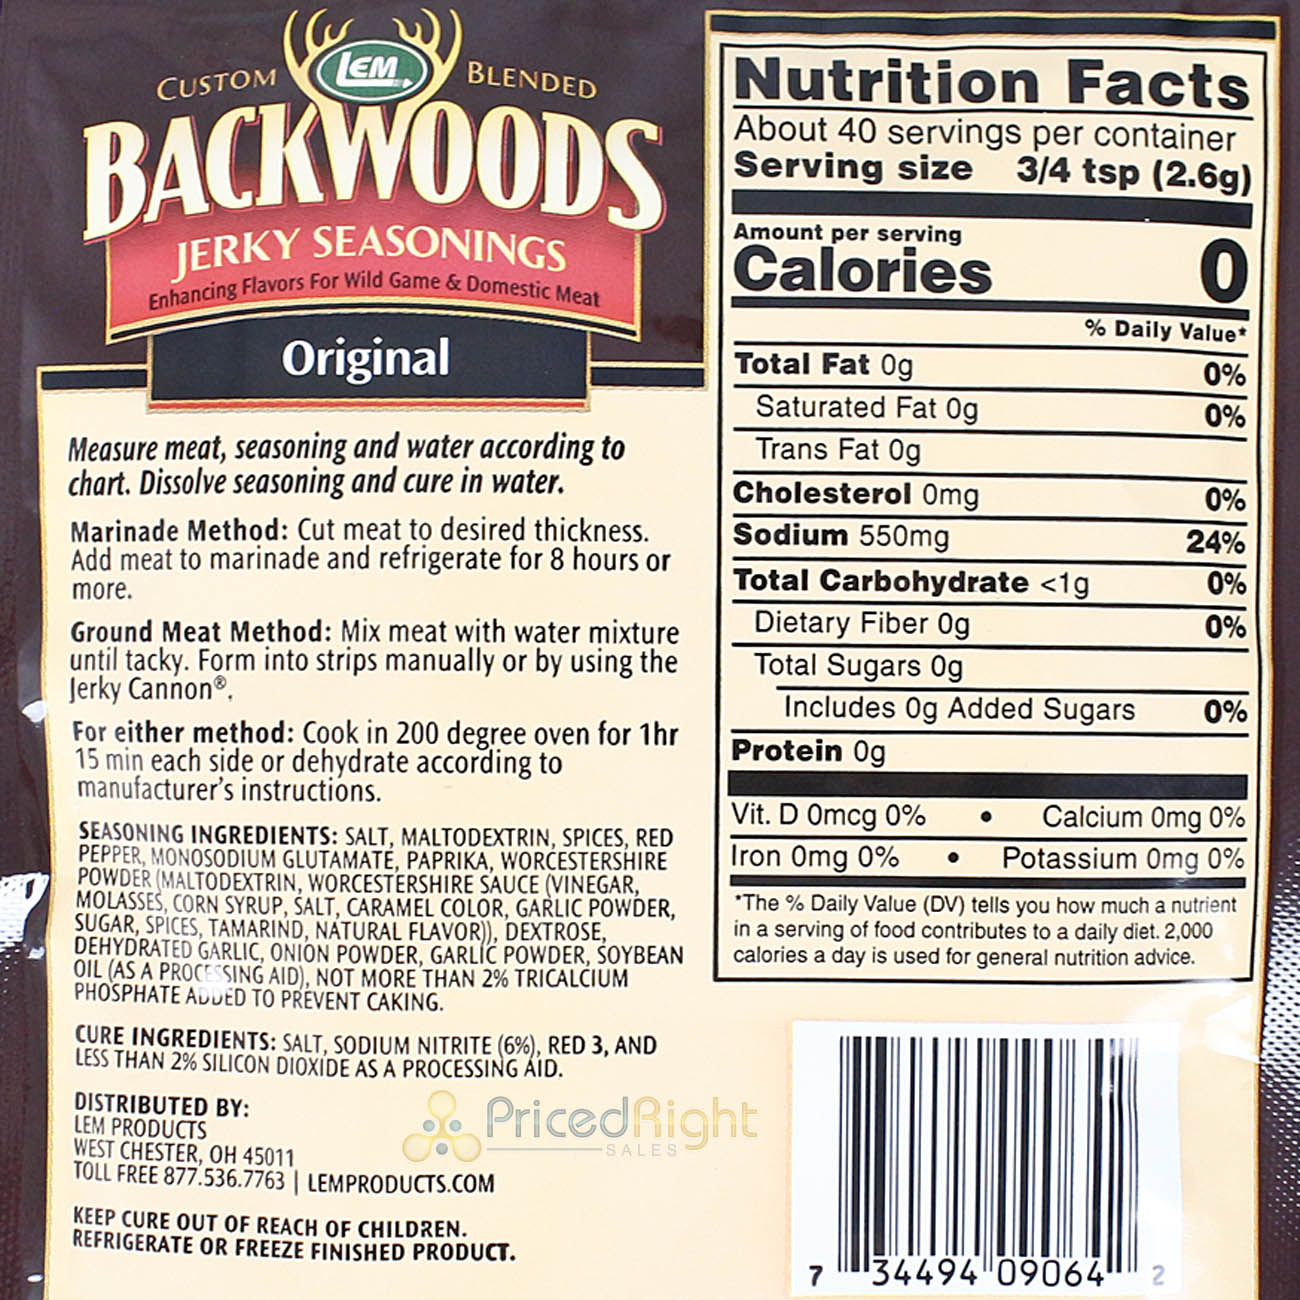 CUSTOM LEM BLENDED
BACKWOODS
JERKY SEASONINGS
Enhancing Flavors For Wild Game & Domestic Meat
Original
Measure meat, seasoning and water according to
chart. Dissolve seasoning and cure in water.
Marinade Method: Cut meat to desired thickness.
Add meat to marinade and refrigerate for 8 hours or
more.
Ground Meat Method: Mix meat with water mixture
until tacky. Form into strips manually or by using the
Jerky Cannon®.
For either method: Cook in 200 degree oven for 1hr
15 min each side or dehydrate according to
manufacturer's instructions.
SEASONING INGREDIENTS: SALT, MALTODEXTRIN, SPICES, RED
PEPPER, MONOSODIUM GLUTAMATE, PAPRIKA, WORCESTERSHIRE
POWDER (MALTODEXTRIN, WORCESTERSHIRE SAUCE (VINEGAR,
MOLASSES, CORN SYRUP, SALT, CARAMEL COLOR, GARLIC POWDER,
SUGAR, SPICES, TAMARIND, NATURAL FLAVOR)), DEXTROSE,
DEHYDRATED GARLIC, ONION POWDER, GARLIC POWDER, SOYBEAN
OIL (AS A PROCESSING AID), NOT MORE THAN 2% TRICALCIUM
PHOSPHATE ADDED TO PREVENT CAKING.
CURE INGREDIENTS: SALT, SODIUM NITRITE (6%), RED 3, AND
LESS THAN 2% SILICON DIOXIDE AS A PROCESSING AID.
DISTRIBUTED BY:
LEM PRODUCTS
WEST CHESTER, OH 45011
TOLL FREE 877.536.7763 | LEMPRODUCTS.COM
KEEP CURE OUT OF REACH OF CHILDREN.
REFRIGERATE OR FREEZE FINISHED PRODUCT.
PricedRight
SALES
Nutrition Facts
About 40 servings per container
Serving size 3/4 tsp (2.6g)
Amount per serving
Calories 0
% Daily Value*
Total Fat 0g 0%
Saturated Fat 0g 0%
Trans Fat 0g
Cholesterol 0mg 0%
Sodium 550mg 24%
Total Carbohydrate <1g 0%
Dietary Fiber 0g 0%
Total Sugars 0g
Includes 0g Added Sugars 0%
Protein 0g
Vit. D 0mcg 0% • Calcium 0mg 0%
Iron 0mg 0% • Potassium 0mg 0%
*The % Daily Value (DV) tells you how much a nutrient
in a serving of food contributes to a daily diet. 2,000
calories a day is used for general nutrition advice.
7 34494 09064 2